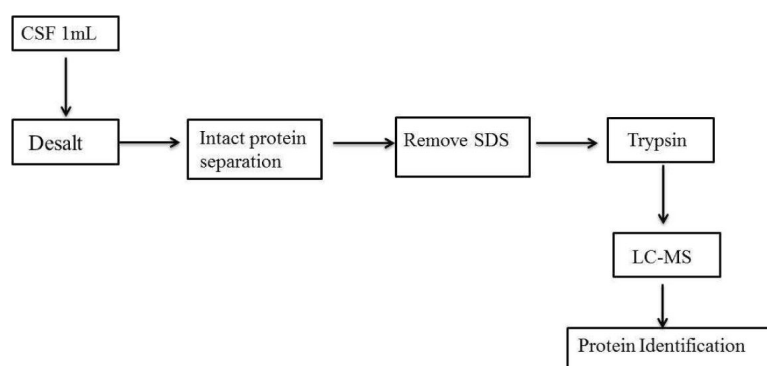 CSF 1mL
Desalt
Intact protein
separation
Remove SDS
Trypsin
LC-MS
Protein Identification